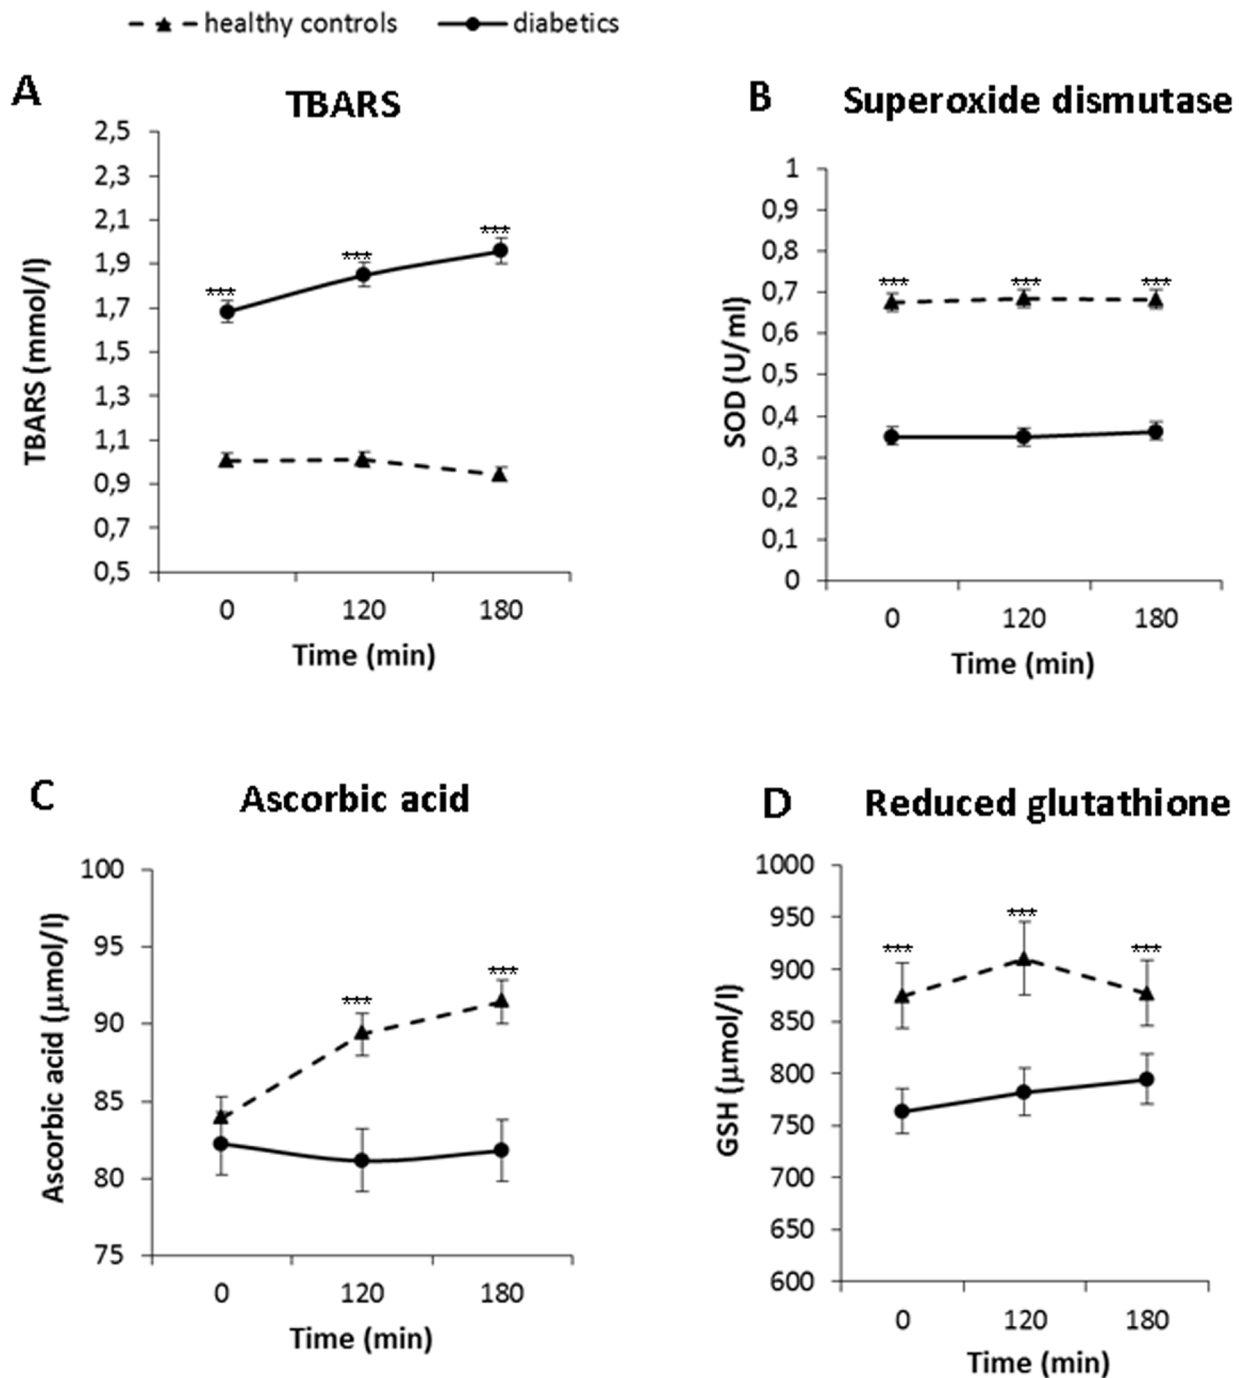 healthy controls diabetics
A TBARS
2,5
2,3
2,1
1,9
1,7
1,5
1,3
1,1
0,9
0,7
0,5
TBARS (mmol/l)
*** *** ***
0 120 180
Time (min)
B Superoxide dismutase
1
0,9
0,8
0,7
0,6
0,5
0,4
0,3
0,2
0,1
0
SOD (U/ml)
*** *** ***
0 120 180
Time (min)
C Ascorbic acid
100
95
90
85
80
75
Ascorbic acid (μmol/l)
*** ***
0 120 180
Time (min)
D Reduced glutathione
1000
950
900
850
800
750
700
650
600
GSH (μmol/l)
*** *** ***
0 120 180
Time (min)